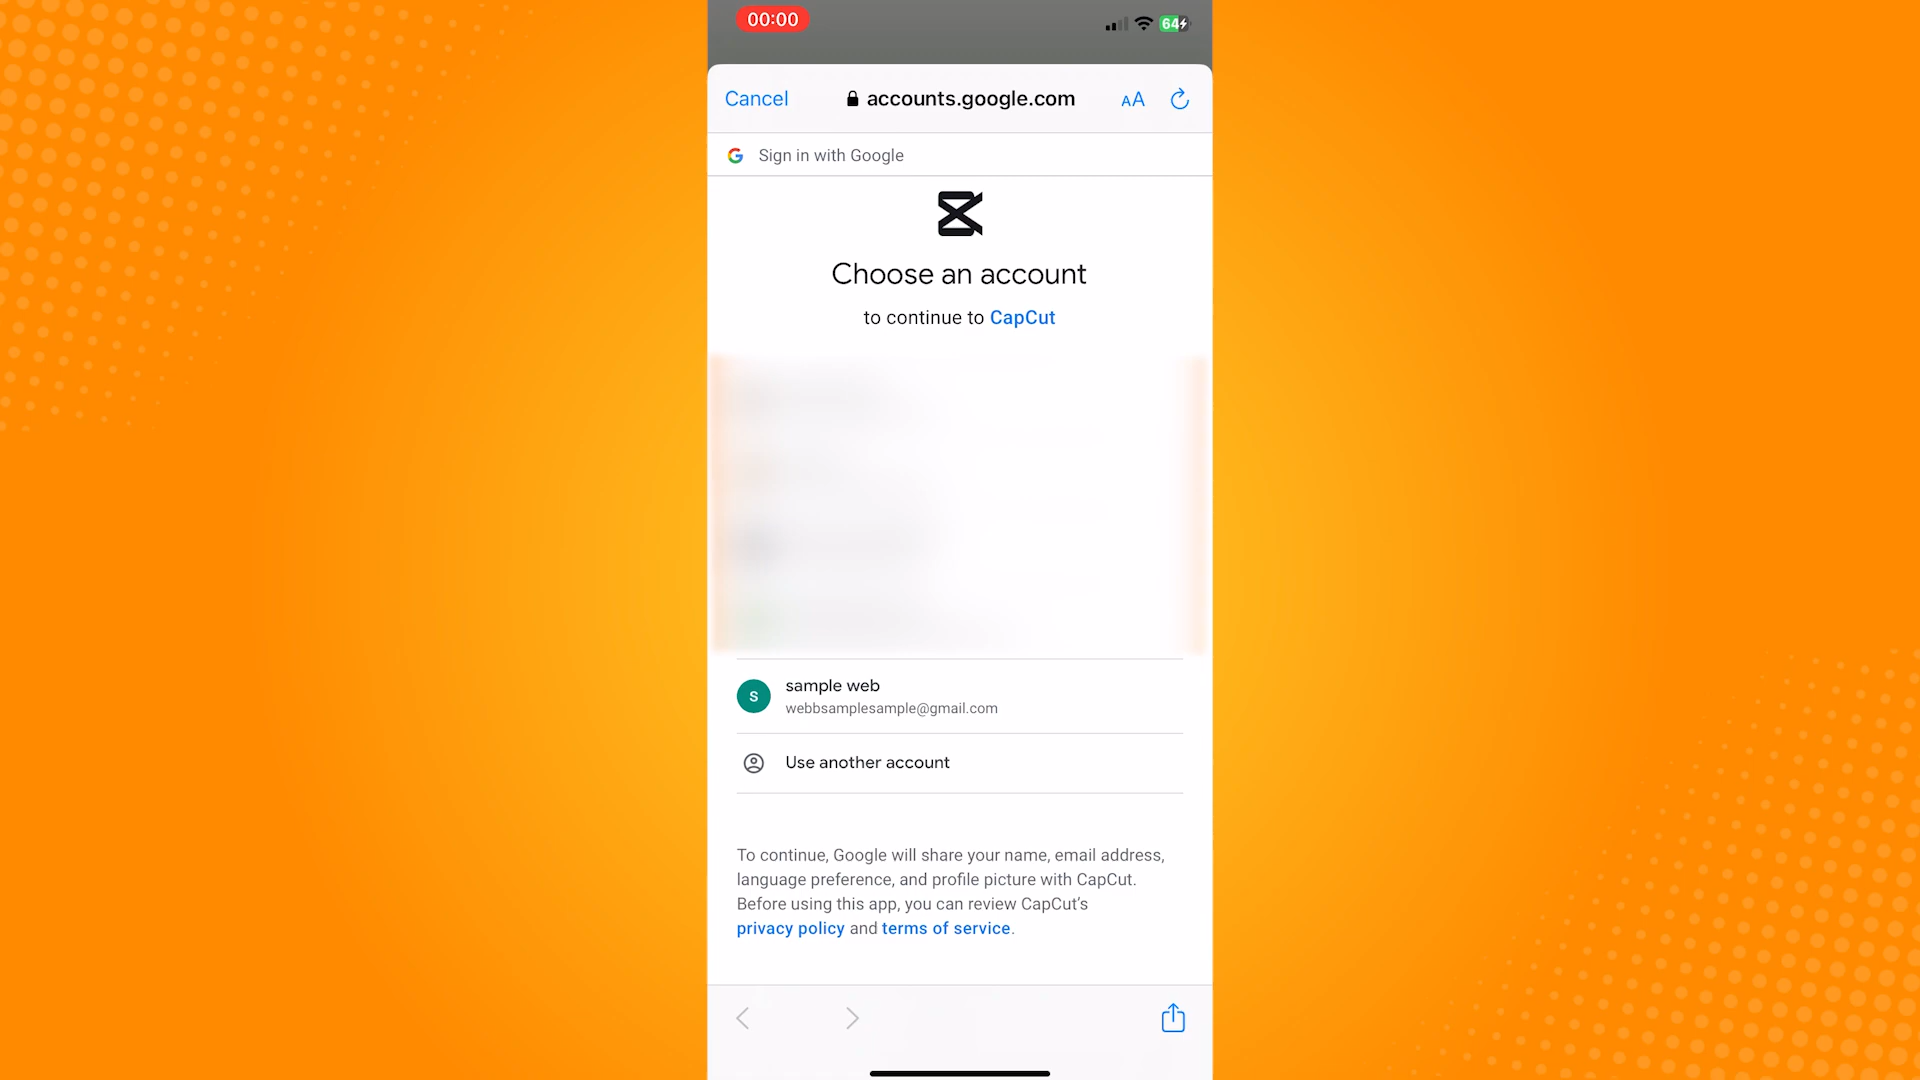 00:00
64
Cancel
accounts.google.com
AA
Sign in with Google
Choose an account
to continue to CapCut
S
sample web
webbsamplesample@gmail.com
Use another account
To continue, Google will share your name, email address,
language preference, and profile picture with CapCut.
Before using this app, you can review CapCut's
privacy policy and terms of service.